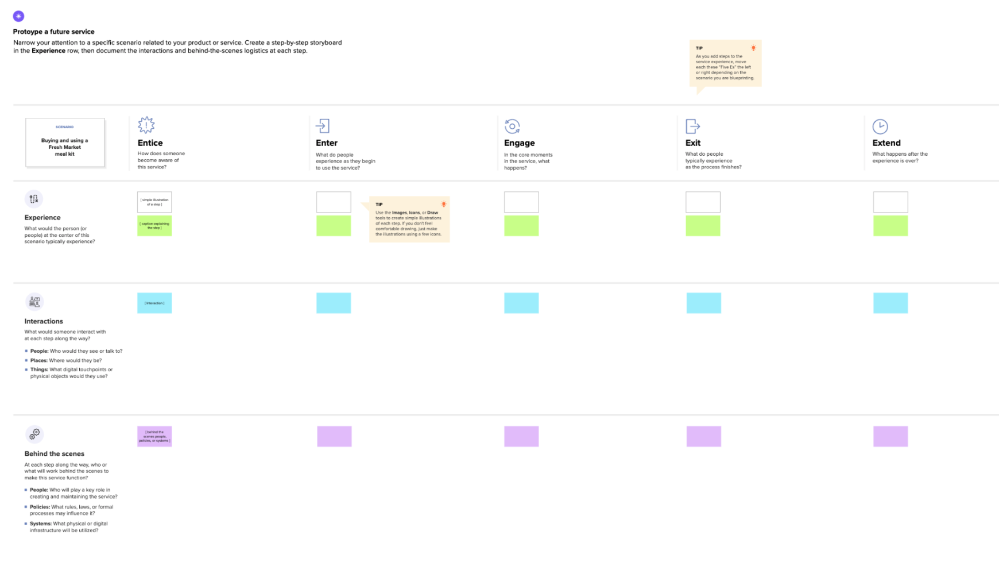 Protoype a future service
Narrow your attention to a specific scenario related to your product or service. Create a step-by-step storyboard
in the Experience row, then document the interactions and behind-the-scenes logistics at each step.
TIP
As you add steps to the
service experience, move
each these "Five Es" the left
or right depending on the
scenario you are blueprinting.
SCENARIO
Buying and using a
Fresh Market
meal kit
Entice
How does someone
become aware of
this service?
Enter
What do people
experience as they begin
to use the service?
Engage
In the core moments
in the service, what
happens?
Exit
What do people
typically experience
as the process finishes?
Extend
What happens after the
experience is over?
Experience
What would the person (or
people) at the center of this
scenario typically experience?
[ simple illustration
of a step ]
[ caption explaining
the step ]
TIP
Use the Images, Icons, or Draw
tools to create simple illustrations
of each step. If you don't feel
comfortable drawing, just make
the illustrations using a few icons.
Interactions
What would someone interact with
at each step along the way?
People: Who would they see or talk to?
Places: Where would they be?
Things: What digital touchpoints or
physical objects would they use?
[ Interaction ]
Behind the scenes
At each step along the way, who or
what will work behind the scenes to
make this service function?
People: Who will play a key role in
creating and maintaining the service?
Policies: What rules, laws, or formal
processes may influence it?
Systems: What physical or digital
infrastructure will be utilized?
[ behind the
scenes people,
policies, or systems ]